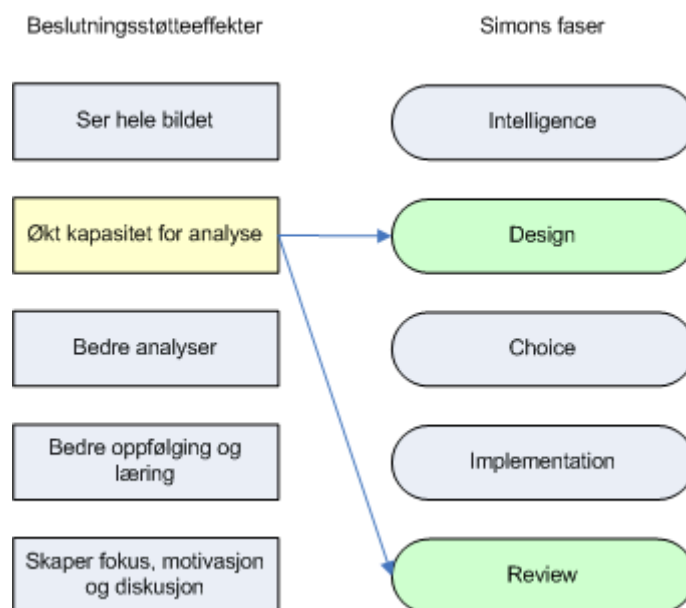 Beslutningsstøtteeffekter
Simons faser
Ser hele bildet
Intelligence
Økt kapasitet for analyse
Design
Bedre analyser
Choice
Bedre oppfølging og
læring
Implementation
Skaper fokus, motivasjon
og diskusjon
Review